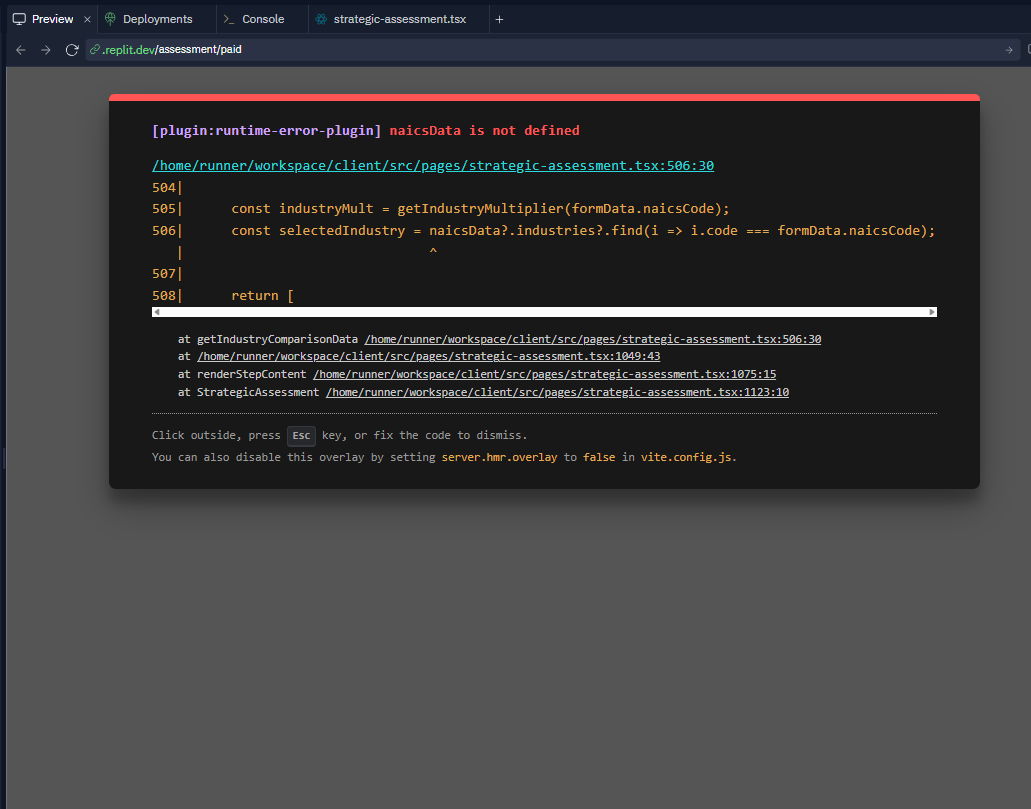 Preview × Deployments >_ Console strategic-assessment.tsx +
.replit.dev/assessment/paid
[plugin:runtime-error-plugin] naicsData is not defined
/home/runner/workspace/client/src/pages/strategic-assessment.tsx:506:30
504|
505|      const industryMult = getIndustryMultiplier(formData.naicsCode);
506|      const selectedIndustry = naicsData?.industries?.find(i => i.code === formData.naicsCode);
   |                               ^
507|
508|      return [
at getIndustryComparisonData /home/runner/workspace/client/src/pages/strategic-assessment.tsx:506:30
at /home/runner/workspace/client/src/pages/strategic-assessment.tsx:1049:43
at renderStepContent /home/runner/workspace/client/src/pages/strategic-assessment.tsx:1075:15
at StrategicAssessment /home/runner/workspace/client/src/pages/strategic-assessment.tsx:1123:10
Click outside, press Esc key, or fix the code to dismiss.
You can also disable this overlay by setting server.hmr.overlay to false in vite.config.js.